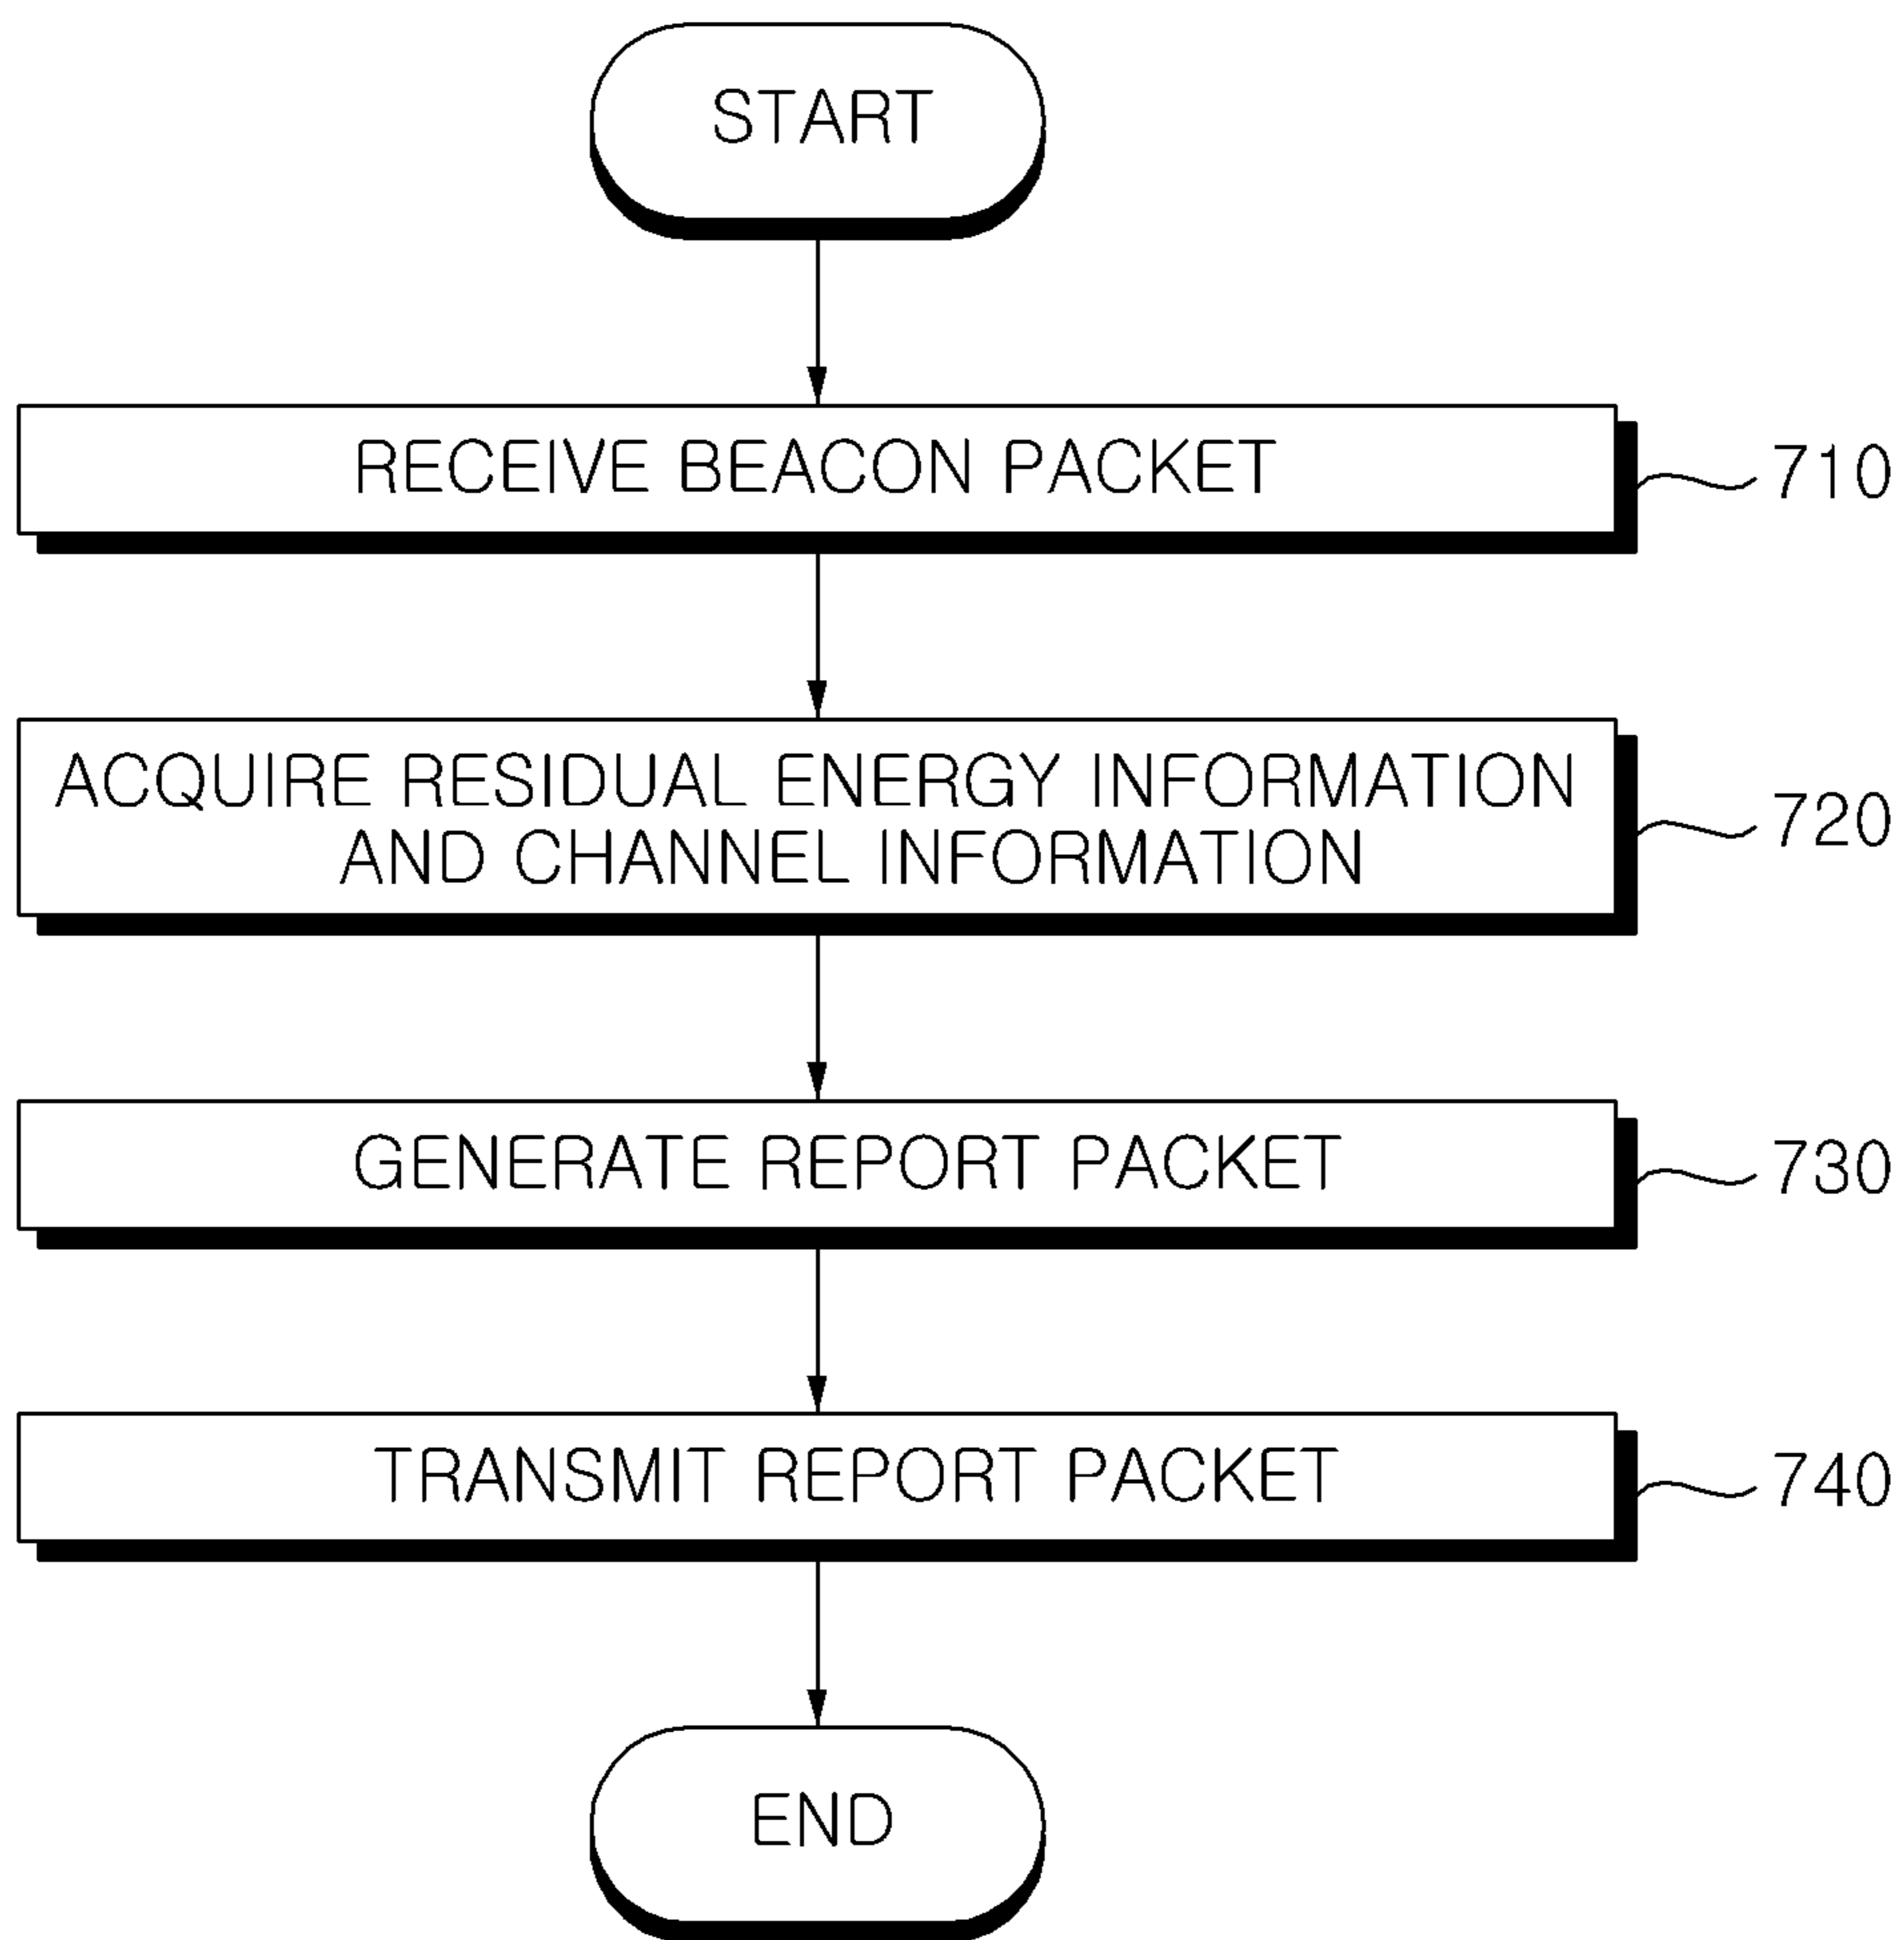 START
RECEIVE BEACON PACKET
710
ACQUIRE RESIDUAL ENERGY INFORMATION
AND CHANNEL INFORMATION
720
GENERATE REPORT PACKET
730
TRANSMIT REPORT PACKET
740
END